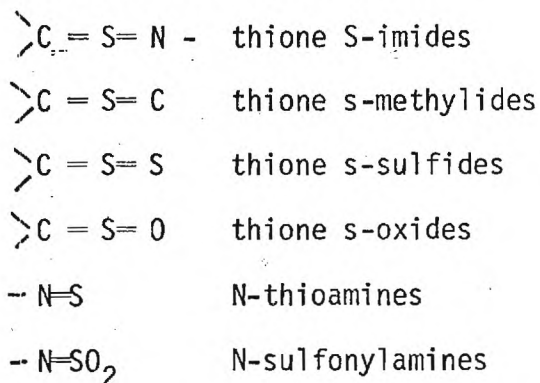 >C = S= N - thione S-imides
>C = S= C thione s-methylides
>C = S= S thione s-sulfides
>C = S= O thione s-oxides
- N=S N-thioamines
- N=SO2 N-sulfonylamines